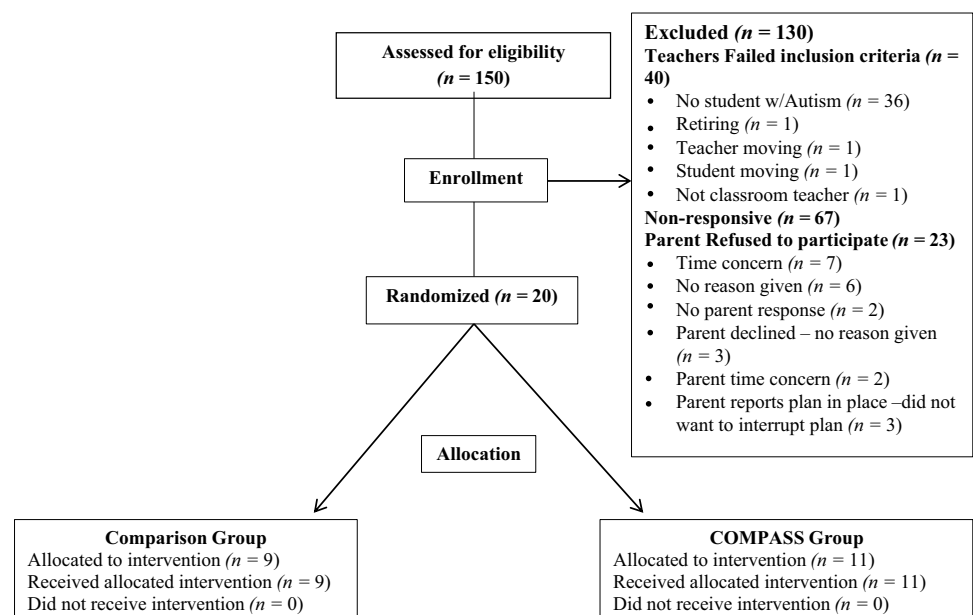 Assessed for eligibility
(n = 150)
Excluded (n = 130)
Teachers Failed inclusion criteria (n =
40)
• No student w/Autism (n = 36)
• Retiring (n = 1)
• Teacher moving (n = 1)
• Student moving (n = 1)
• Not classroom teacher (n = 1)
Non-responsive (n = 67)
Parent Refused to participate (n = 23)
• Time concern (n = 7)
• No reason given (n = 6)
• No parent response (n = 2)
• Parent declined – no reason given
(n = 3)
• Parent time concern (n = 2)
• Parent reports plan in place –did not
want to interrupt plan (n = 3)
Enrollment
Randomized (n = 20)
Allocation
Comparison Group
Allocated to intervention (n = 9)
Received allocated intervention (n = 9)
Did not receive intervention (n = 0)
COMPASS Group
Allocated to intervention (n = 11)
Received allocated intervention (n = 11)
Did not receive intervention (n = 0)